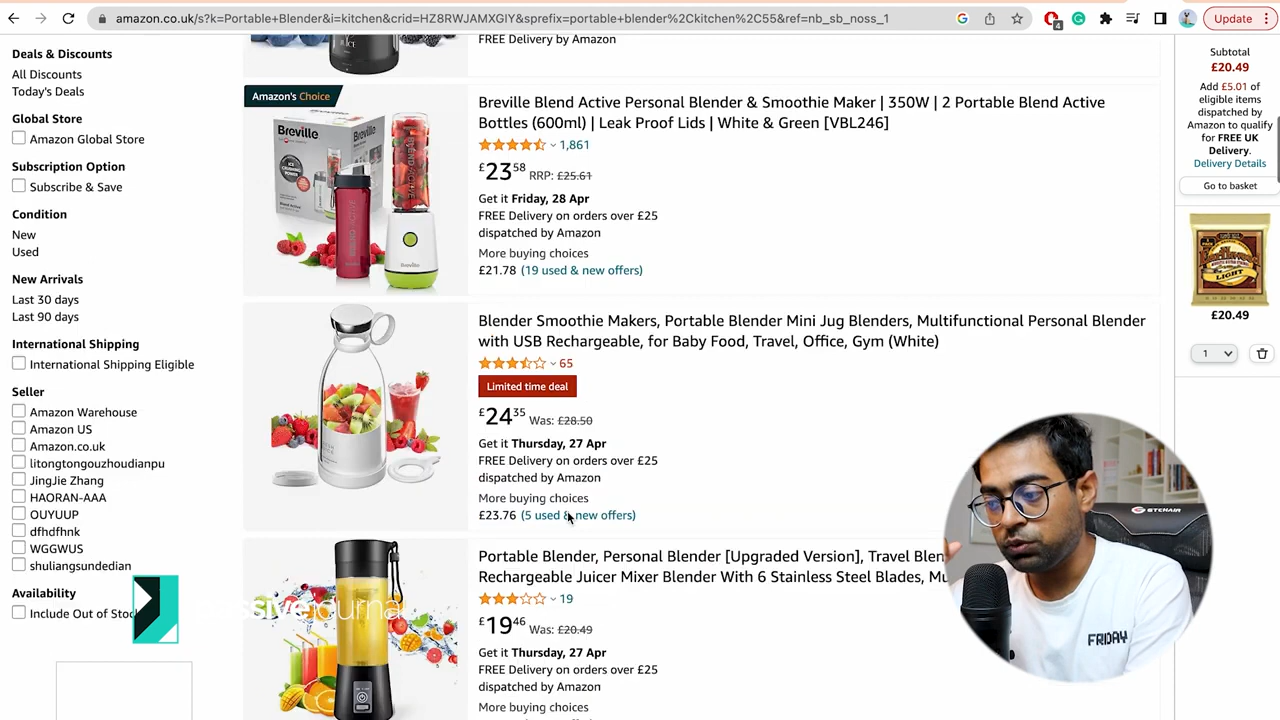 amazon.co.uk/s?k=Portable+Blender&i=kitchen&crid=HZ8RWJAMXGIY&sprefix=portable+blender%2Ckitchen%2C55&ref=nb_sb_noss_1
4
Update
Deals & Discounts
All Discounts
Today's Deals
Global Store
Amazon Global Store
Subscription Option
Subscribe & Save
Condition
New
Used
New Arrivals
Last 30 days
Last 90 days
International Shipping
International Shipping Eligible
Seller
Amazon Warehouse
Amazon US
Amazon.co.uk
litongtongouzhoudianpu
JingJie Zhang
HAORAN-AAA
OUYUUP
dfhdfhnk
WGGWUS
shuliangsundedian
Availability
Include Out of Stock
FREE Delivery by Amazon
Amazon's Choice
Breville
Breville
Breville Blend Active Personal Blender & Smoothie Maker | 350W | 2 Portable Blend Active
Bottles (600ml) | Leak Proof Lids | White & Green [VBL246]
1,861
£23.58 RRP: £25.61
Get it Friday, 28 Apr
FREE Delivery on orders over £25
dispatched by Amazon
More buying choices
£21.78 (19 used & new offers)
Blender Smoothie Makers, Portable Blender Mini Jug Blenders, Multifunctional Personal Blender
with USB Rechargeable, for Baby Food, Travel, Office, Gym (White)
65
Limited time deal
£24.35 Was: £28.50
Get it Thursday, 27 Apr
FREE Delivery on orders over £25
dispatched by Amazon
More buying choices
£23.76 (5 used & new offers)
Portable Blender, Personal Blender [Upgraded Version], Travel Blen
Rechargeable Juicer Mixer Blender With 6 Stainless Steel Blades, Mu
19
£19.46 Was: £20.49
Get it Thursday, 27 Apr
FREE Delivery on orders over £25
dispatched by Amazon
More buying choices
Subtotal
£20.49
Add £5.01 of
eligible items
dispatched by
Amazon to qualify
for FREE UK
Delivery.
Delivery Details
Go to basket
LIGHT
£20.49
1
GTCHAIR
FRIDAY